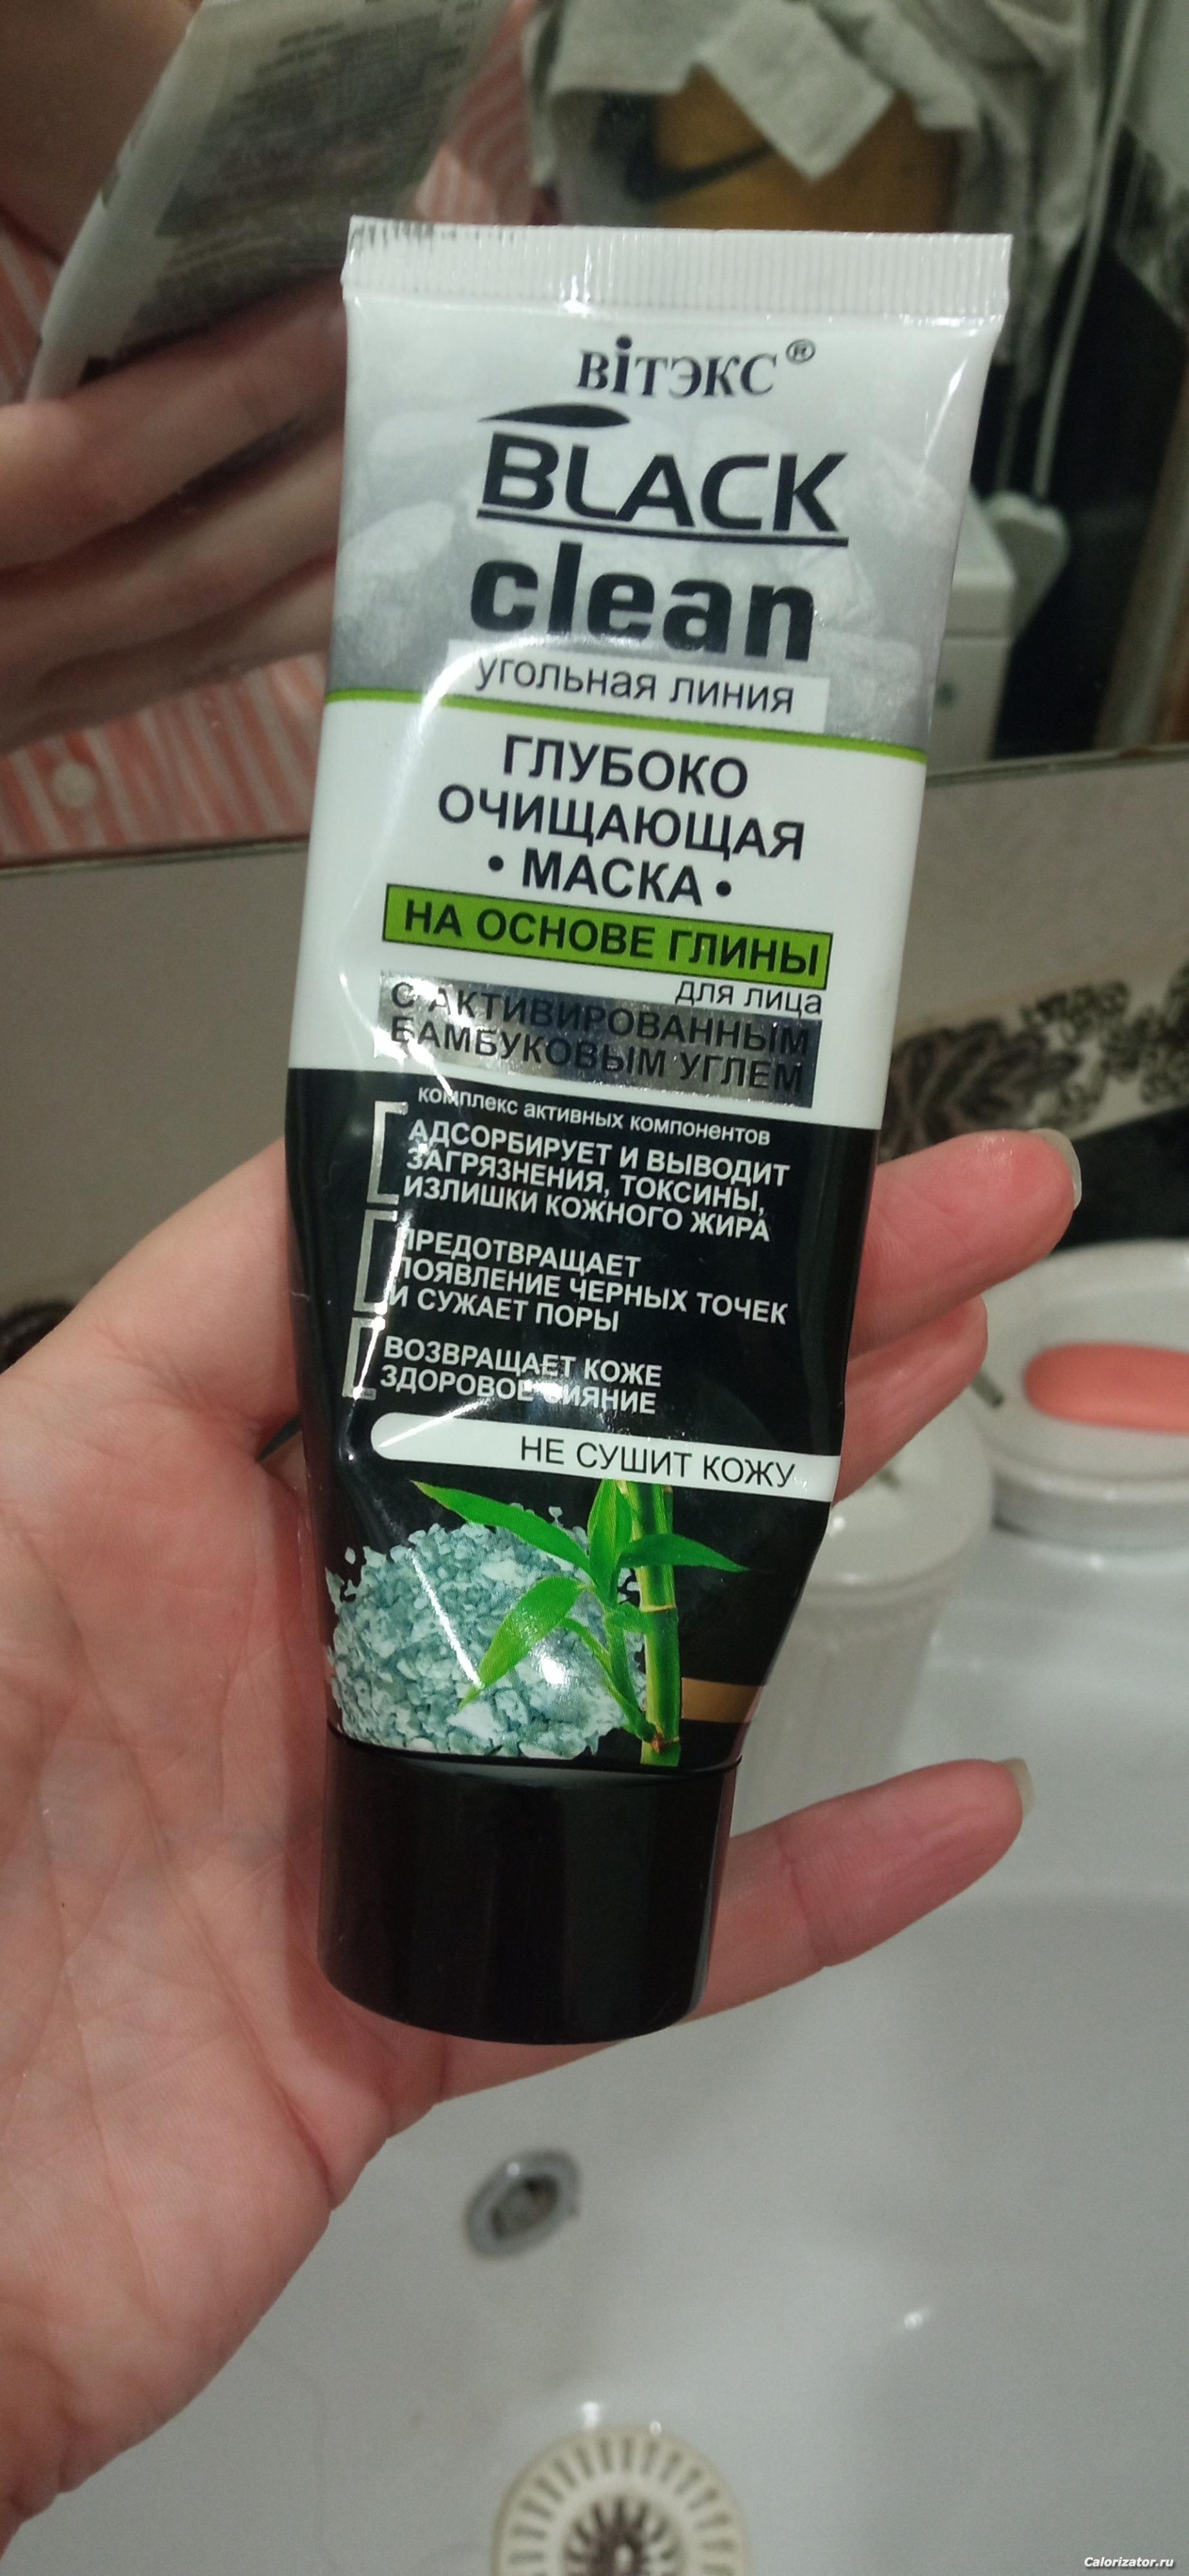 вітэкс®
BLACK
clean
угольная линия
ГЛУБОКО
ОЧИЩАЮЩАЯ
• МАСКА •
НА ОСНОВЕ ГЛИНЫ
для лица
С АКТИВИРОВАННЫМ
БАМБУКОВЫМ УГЛЕМ
комплекс активных компонентов
АДСОРБИРУЕТ И ВЫВОДИТ
ЗАГРЯЗНЕНИЯ, ТОКСИНЫ,
ИЗЛИШКИ КОЖНОГО ЖИРА
ПРЕДОТВРАЩАЕТ
ПОЯВЛЕНИЕ ЧЕРНЫХ ТОЧЕК
И СУЖАЕТ ПОРЫ
ВОЗВРАЩАЕТ КОЖЕ
ЗДОРОВОЕ СИЯНИЕ
НЕ СУШИТ КОЖУ
Calorizator.ru